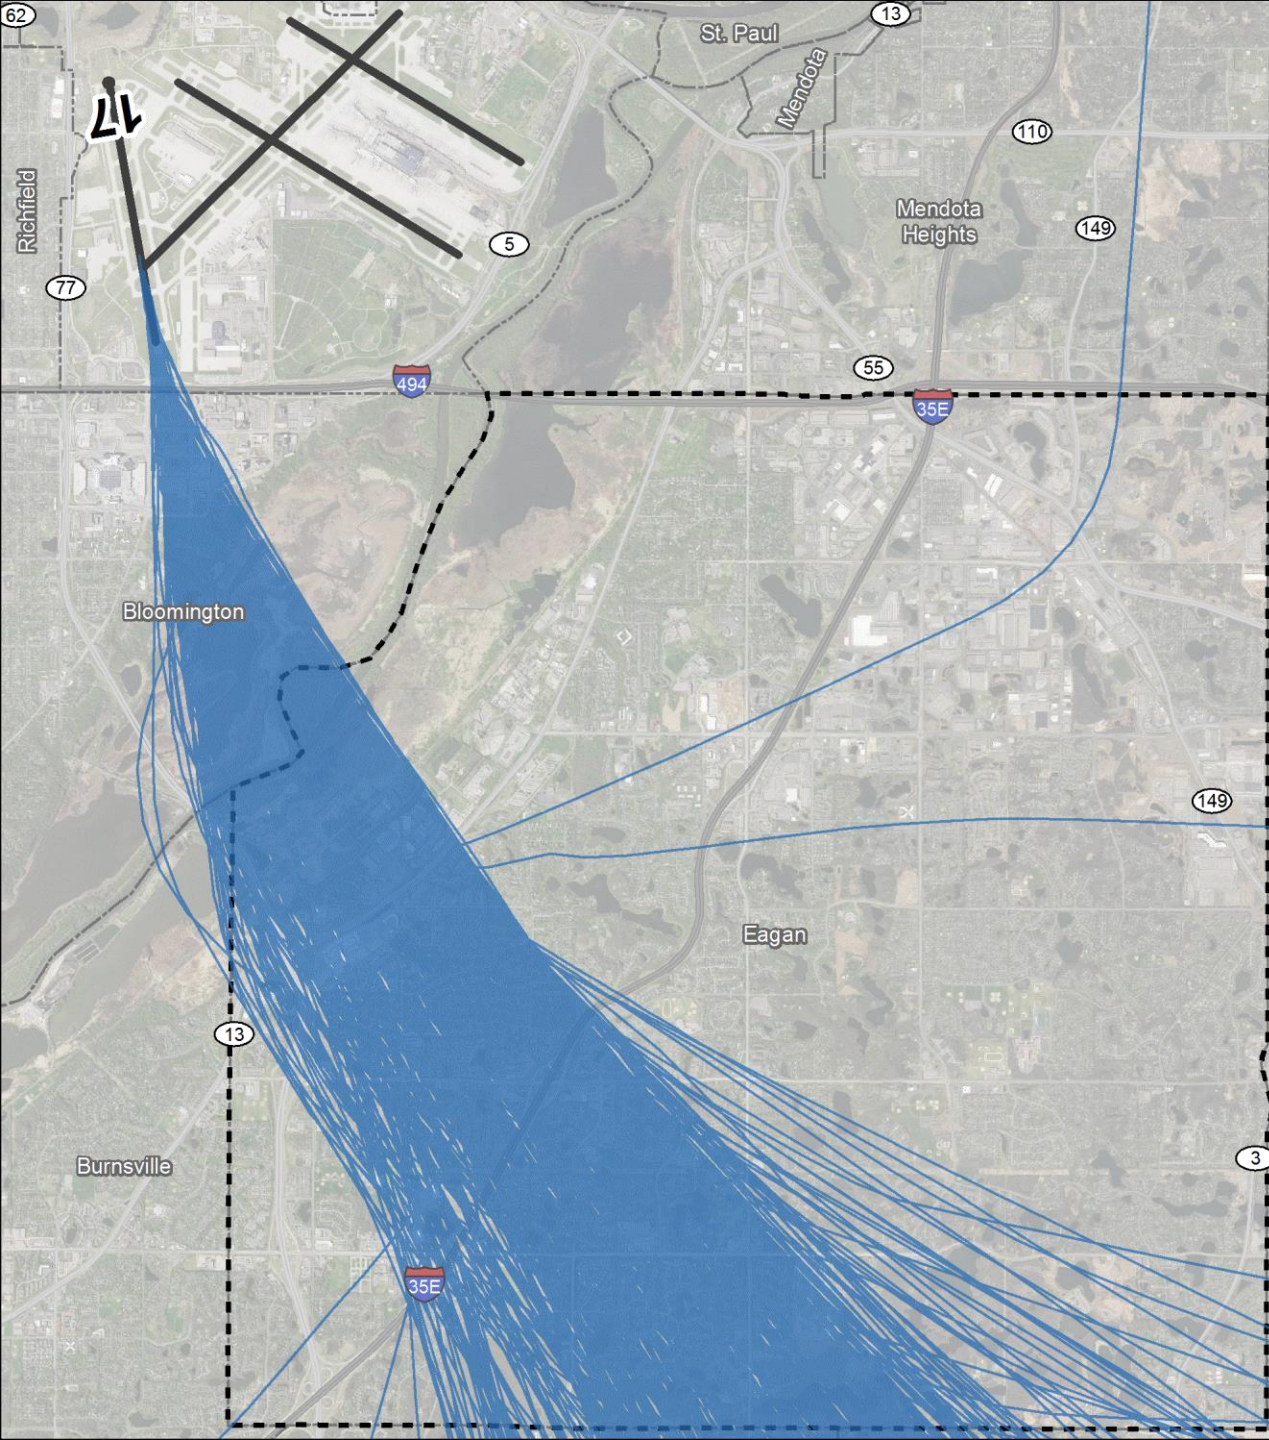 62
13
St. Paul
Mendota
17
110
Richfield
Mendota
Heights
149
5
77
55
494
35E
Bloomington
149
Eagan
13
3
Burnsville
35E